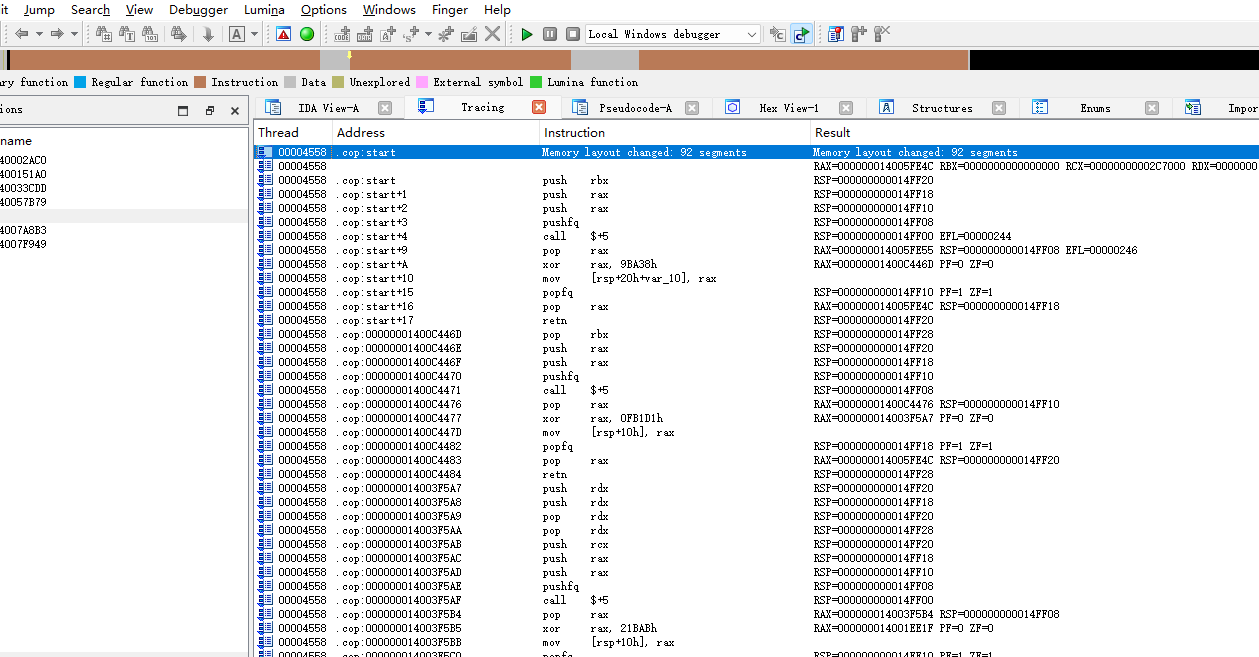 it Jump Search View Debugger Lumina Options Windows Finger Help
Local Windows debugger
ary function Regular function Instruction Data Unexplored External symbol Lumina function
ions IDA View-A Tracing Pseudocode-A Hex View-1 Structures Enums Impor
name
40002AC0
400151A0
40033CDD
40057B79
4007A8B3
4007F949
Thread Address Instruction Result
00004558 .cop:start Memory layout changed: 92 segments Memory layout changed: 92 segments
00004558 RAX=000000014005FE4C RBX=0000000000000000 RCX=00000000002C7000 RDX=0000000
00004558 .cop:start push rbx RSP=000000000014FF20
00004558 .cop:start+1 push rax RSP=000000000014FF18
00004558 .cop:start+2 push rax RSP=000000000014FF10
00004558 .cop:start+3 pushfq RSP=000000000014FF08
00004558 .cop:start+4 call $+5 RSP=000000000014FF00 EFL=00000244
00004558 .cop:start+9 pop rax RAX=000000014005FE55 RSP=000000000014FF08 EFL=00000246
00004558 .cop:start+A xor rax, 9BA38h RAX=00000001400C446D PF=0 ZF=0
00004558 .cop:start+10 mov [rsp+20h+var_10], rax
00004558 .cop:start+15 popfq RSP=000000000014FF10 PF=1 ZF=1
00004558 .cop:start+16 pop rax RAX=000000014005FE4C RSP=000000000014FF18
00004558 .cop:start+17 retn RSP=000000000014FF20
00004558 .cop:00000001400C446D pop rbx RSP=000000000014FF28
00004558 .cop:00000001400C446E push rax RSP=000000000014FF20
00004558 .cop:00000001400C446F push rax RSP=000000000014FF18
00004558 .cop:00000001400C4470 pushfq RSP=000000000014FF10
00004558 .cop:00000001400C4471 call $+5 RSP=000000000014FF08
00004558 .cop:00000001400C4476 pop rax RAX=00000001400C4476 RSP=000000000014FF10
00004558 .cop:00000001400C4477 xor rax, 0FB1D1h RAX=000000014003F5A7 PF=0 ZF=0
00004558 .cop:00000001400C447D mov [rsp+10h], rax
00004558 .cop:00000001400C4482 popfq RSP=000000000014FF18 PF=1 ZF=1
00004558 .cop:00000001400C4483 pop rax RAX=000000014005FE4C RSP=000000000014FF20
00004558 .cop:00000001400C4484 retn RSP=000000000014FF28
00004558 .cop:000000014003F5A7 push rdx RSP=000000000014FF20
00004558 .cop:000000014003F5A8 push rdx RSP=000000000014FF18
00004558 .cop:000000014003F5A9 pop rdx RSP=000000000014FF20
00004558 .cop:000000014003F5AA pop rdx RSP=000000000014FF28
00004558 .cop:000000014003F5AB push rcx RSP=000000000014FF20
00004558 .cop:000000014003F5AC push rax RSP=000000000014FF18
00004558 .cop:000000014003F5AD push rax RSP=000000000014FF10
00004558 .cop:000000014003F5AE pushfq RSP=000000000014FF08
00004558 .cop:000000014003F5AF call $+5 RSP=000000000014FF00
00004558 .cop:000000014003F5B4 pop rax RAX=000000014003F5B4 RSP=000000000014FF08
00004558 .cop:000000014003F5B5 xor rax, 21BABh RAX=000000014001EE1F PF=0 ZF=0
00004558 .cop:000000014003F5BB mov [rsp+10h], rax
00004558 .cop:000000014003F5C0 popfq RSP=000000000014FF10 PF=1 ZF=1